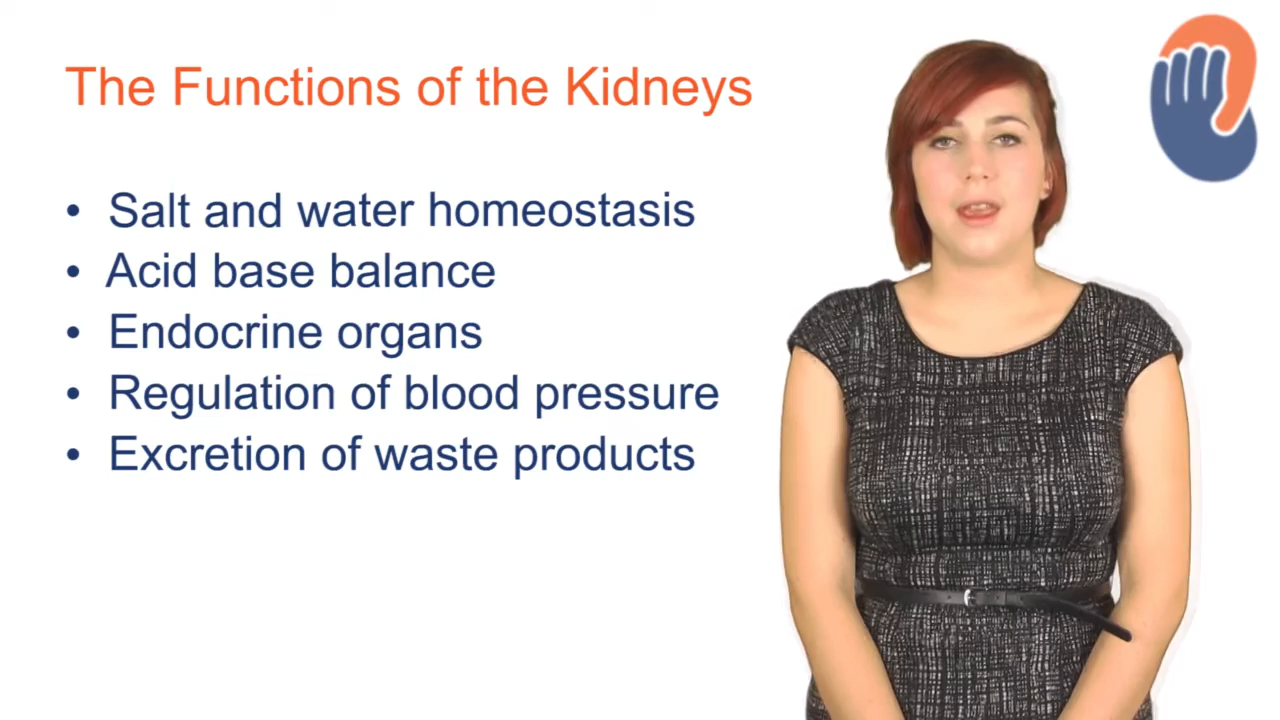 The Functions of the Kidneys
• Salt and water homeostasis
• Acid base balance
• Endocrine organs
• Regulation of blood pressure
• Excretion of waste products